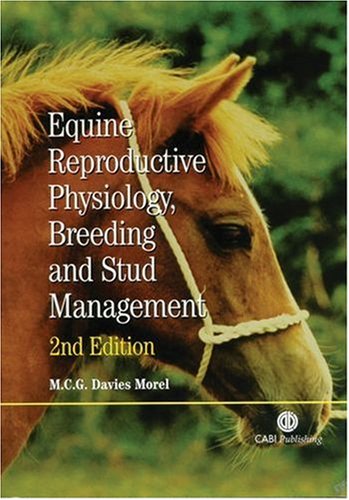 Equine
Reproductive
Physiology,
Breeding
and Stud
Management
2nd Edition
M.C.G. Davies Morel
CABI Publishing